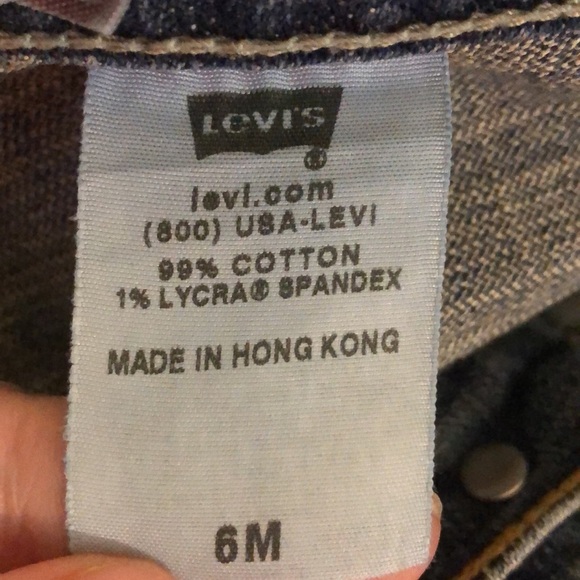 LEVI'S
®
levi.com
(800) USA-LEVI
99% COTTON
1% LYCRA® SPANDEX
MADE IN HONG KONG
6M